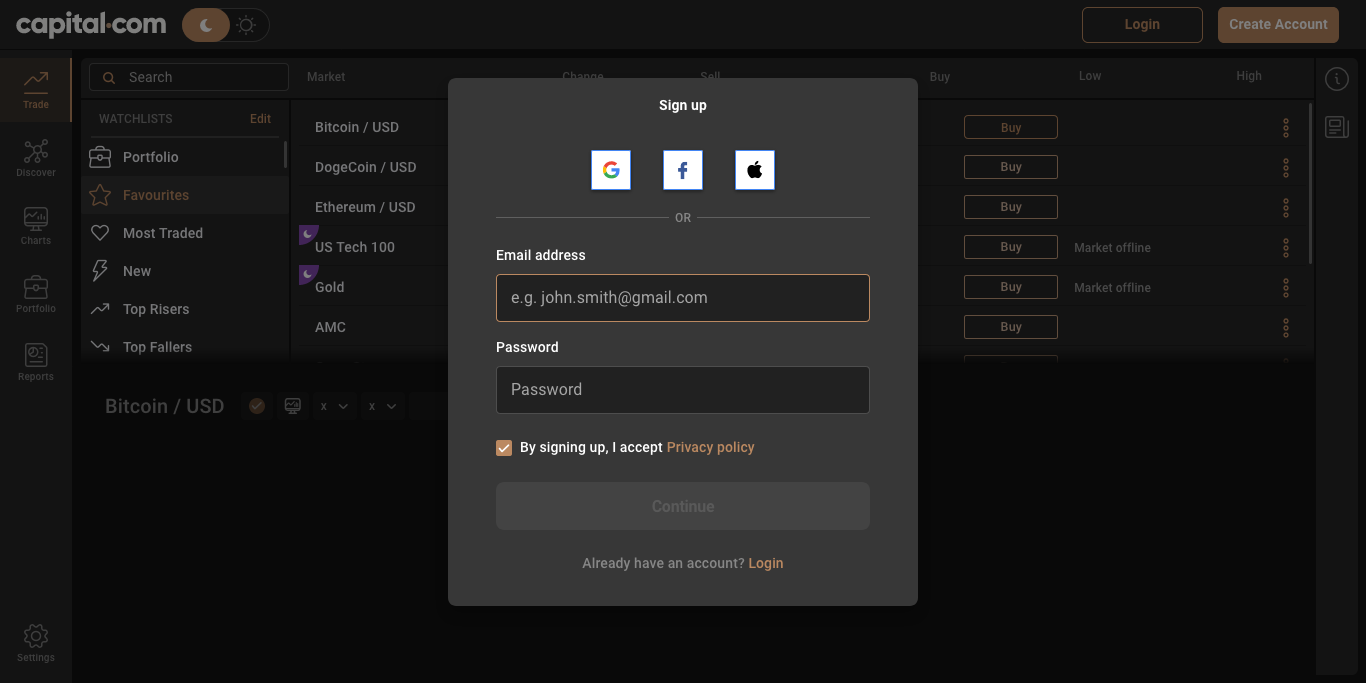 capital.com
Login
Create Account
Trade
Discover
Charts
Portfolio
Reports
Settings
Search
WATCHLISTS Edit
Portfolio
Favourites
Most Traded
New
Top Risers
Top Fallers
Market Change Sell Buy Low High
Bitcoin / USD Buy
DogeCoin / USD Buy
Ethereum / USD Buy
US Tech 100 Buy Market offline
Gold Buy Market offline
AMC Buy
Bitcoin / USD x x
Sign up
OR
Email address
e.g. john.smith@gmail.com
Password
Password
By signing up, I accept Privacy policy
Continue
Already have an account? Login